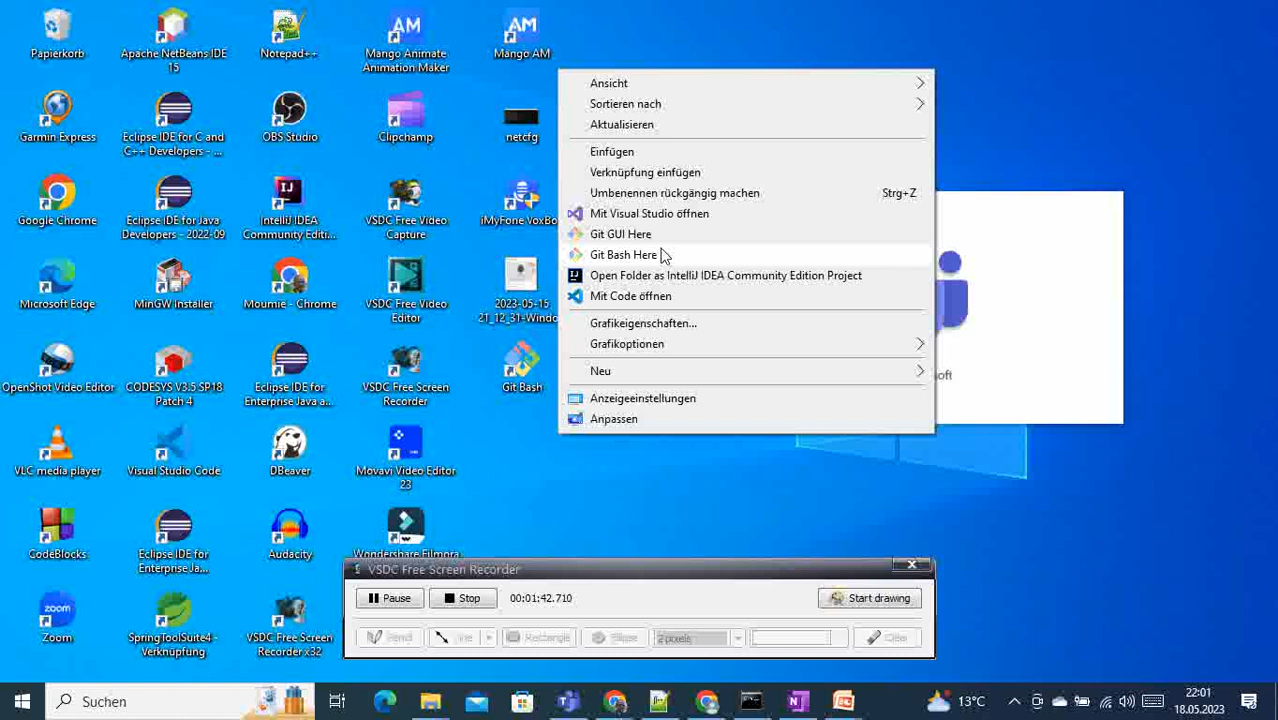 Papierkorb
Apache NetBeans IDE
15
Notepad++
Mango Animate
Animation Maker
Mango AM
Garmin Express
Eclipse IDE for C and
C++ Developers - ...
OBS Studio
Clipchamp
netcfg
Google Chrome
Eclipse IDE for Java
Developers - 2022-09
IntelliJ IDEA
Community Editi...
VSDC Free Video
Capture
iMyFone VoxBo
Microsoft Edge
MinGW Installer
Moumie - Chrome
VSDC Free Video
Editor
2023-05-15
21_12_31-Windo
OpenShot Video Editor
CODESYS V3.5 SP18
Patch 4
Eclipse IDE for
Enterprise Java a...
VSDC Free Screen
Recorder
Git Bash
VLC media player
Visual Studio Code
DBeaver
Movavi Video Editor
23
CodeBlocks
Eclipse IDE for
Enterprise Ja...
Audacity
Wondershare Filmora
Zoom
SpringToolSuite4 -
Verknüpfung
VSDC Free Screen
Recorder x32
Ansicht
Sortieren nach
Aktualisieren
Einfügen
Verknüpfung einfügen
Umbenennen rückgängig machen Strg+Z
Mit Visual Studio öffnen
Git GUI Here
Git Bash Here
Open Folder as IntelliJ IDEA Community Edition Project
Mit Code öffnen
Grafikeigenschaften...
Grafikoptionen
Neu
Anzeigeeinstellungen
Anpassen
oft
VSDC Free Screen Recorder
Pause Stop 00:01:42.710 Start drawing
Line Rectangle Ellipse 2 pixels Clear
Suchen
13°C
22:01
18.05.2023